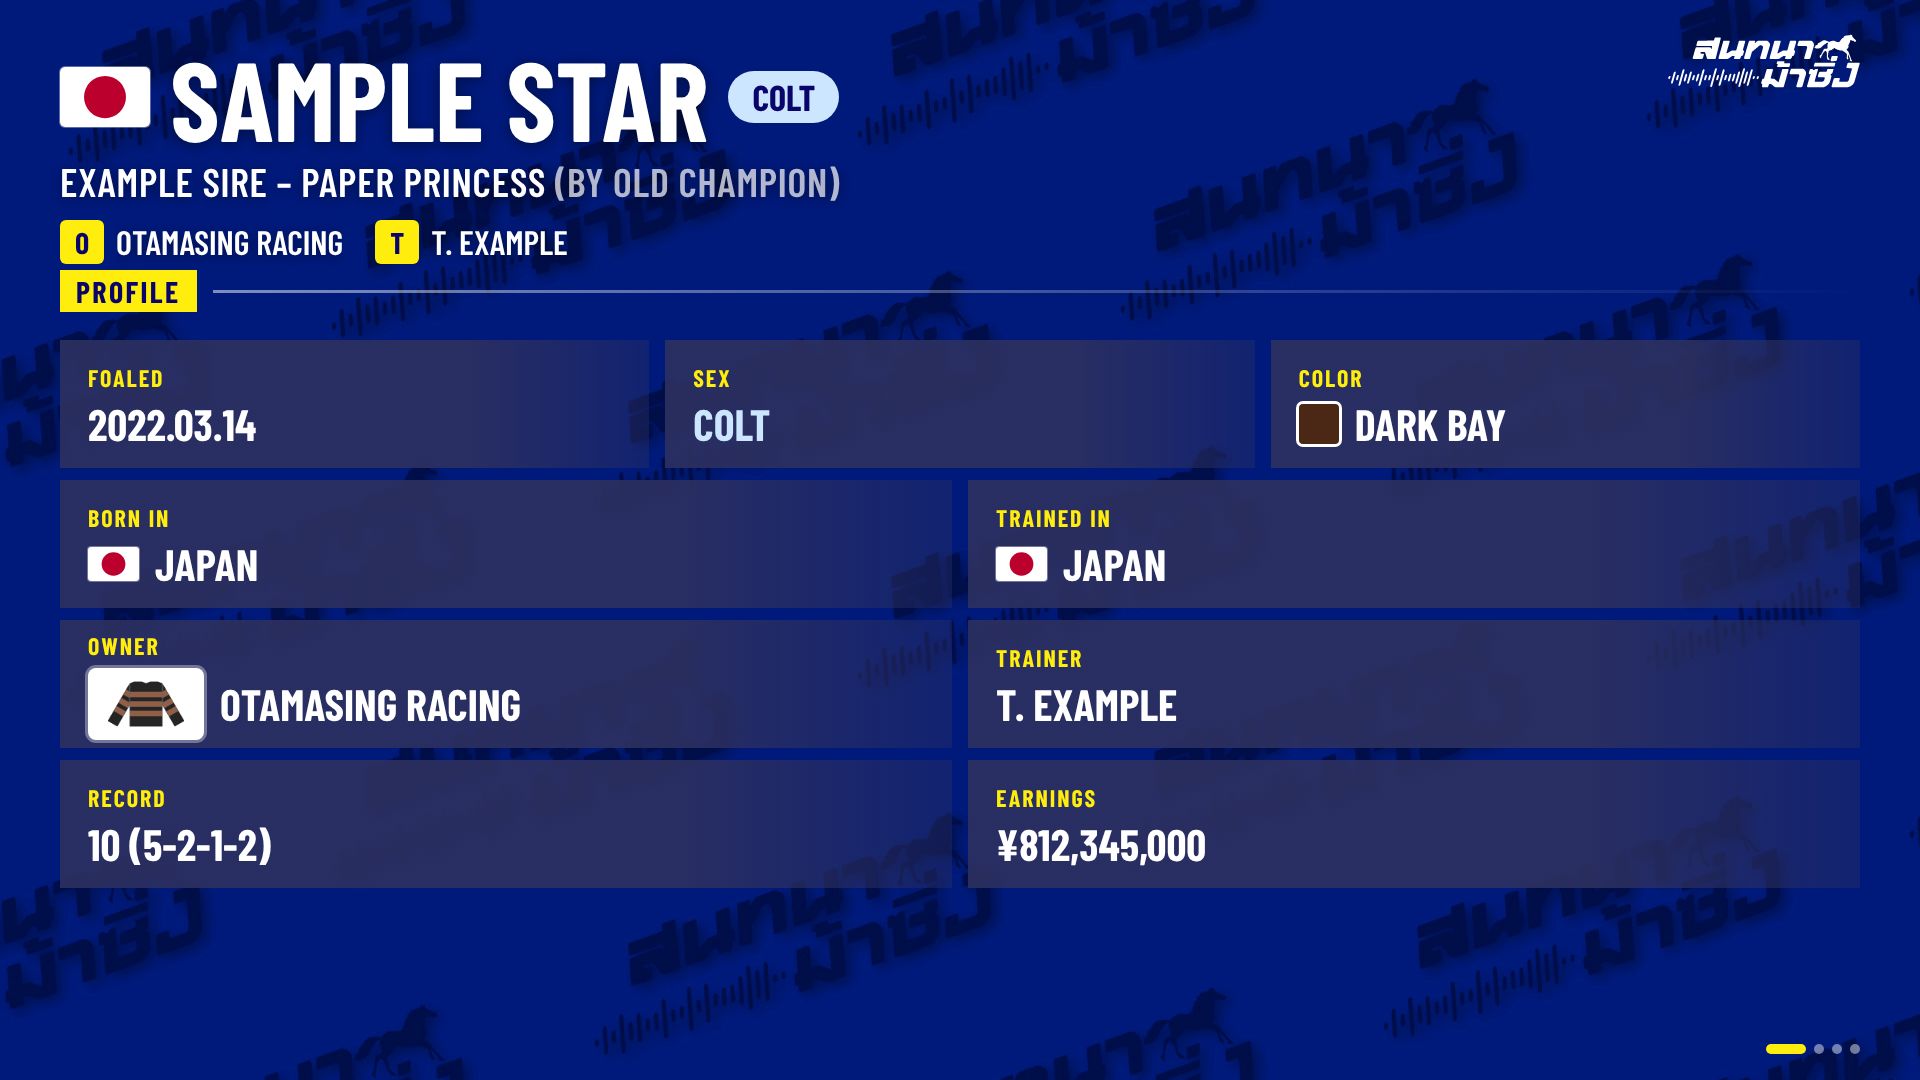 สนทนา
ม้าซิ่ง
SAMPLE STAR COLT
EXAMPLE SIRE – PAPER PRINCESS (BY OLD CHAMPION)
O OTAMASING RACING T T. EXAMPLE
PROFILE
FOALED
2022.03.14
SEX
COLT
COLOR
DARK BAY
BORN IN
JAPAN
TRAINED IN
JAPAN
OWNER
OTAMASING RACING
TRAINER
T. EXAMPLE
RECORD
10 (5-2-1-2)
EARNINGS
¥812,345,000